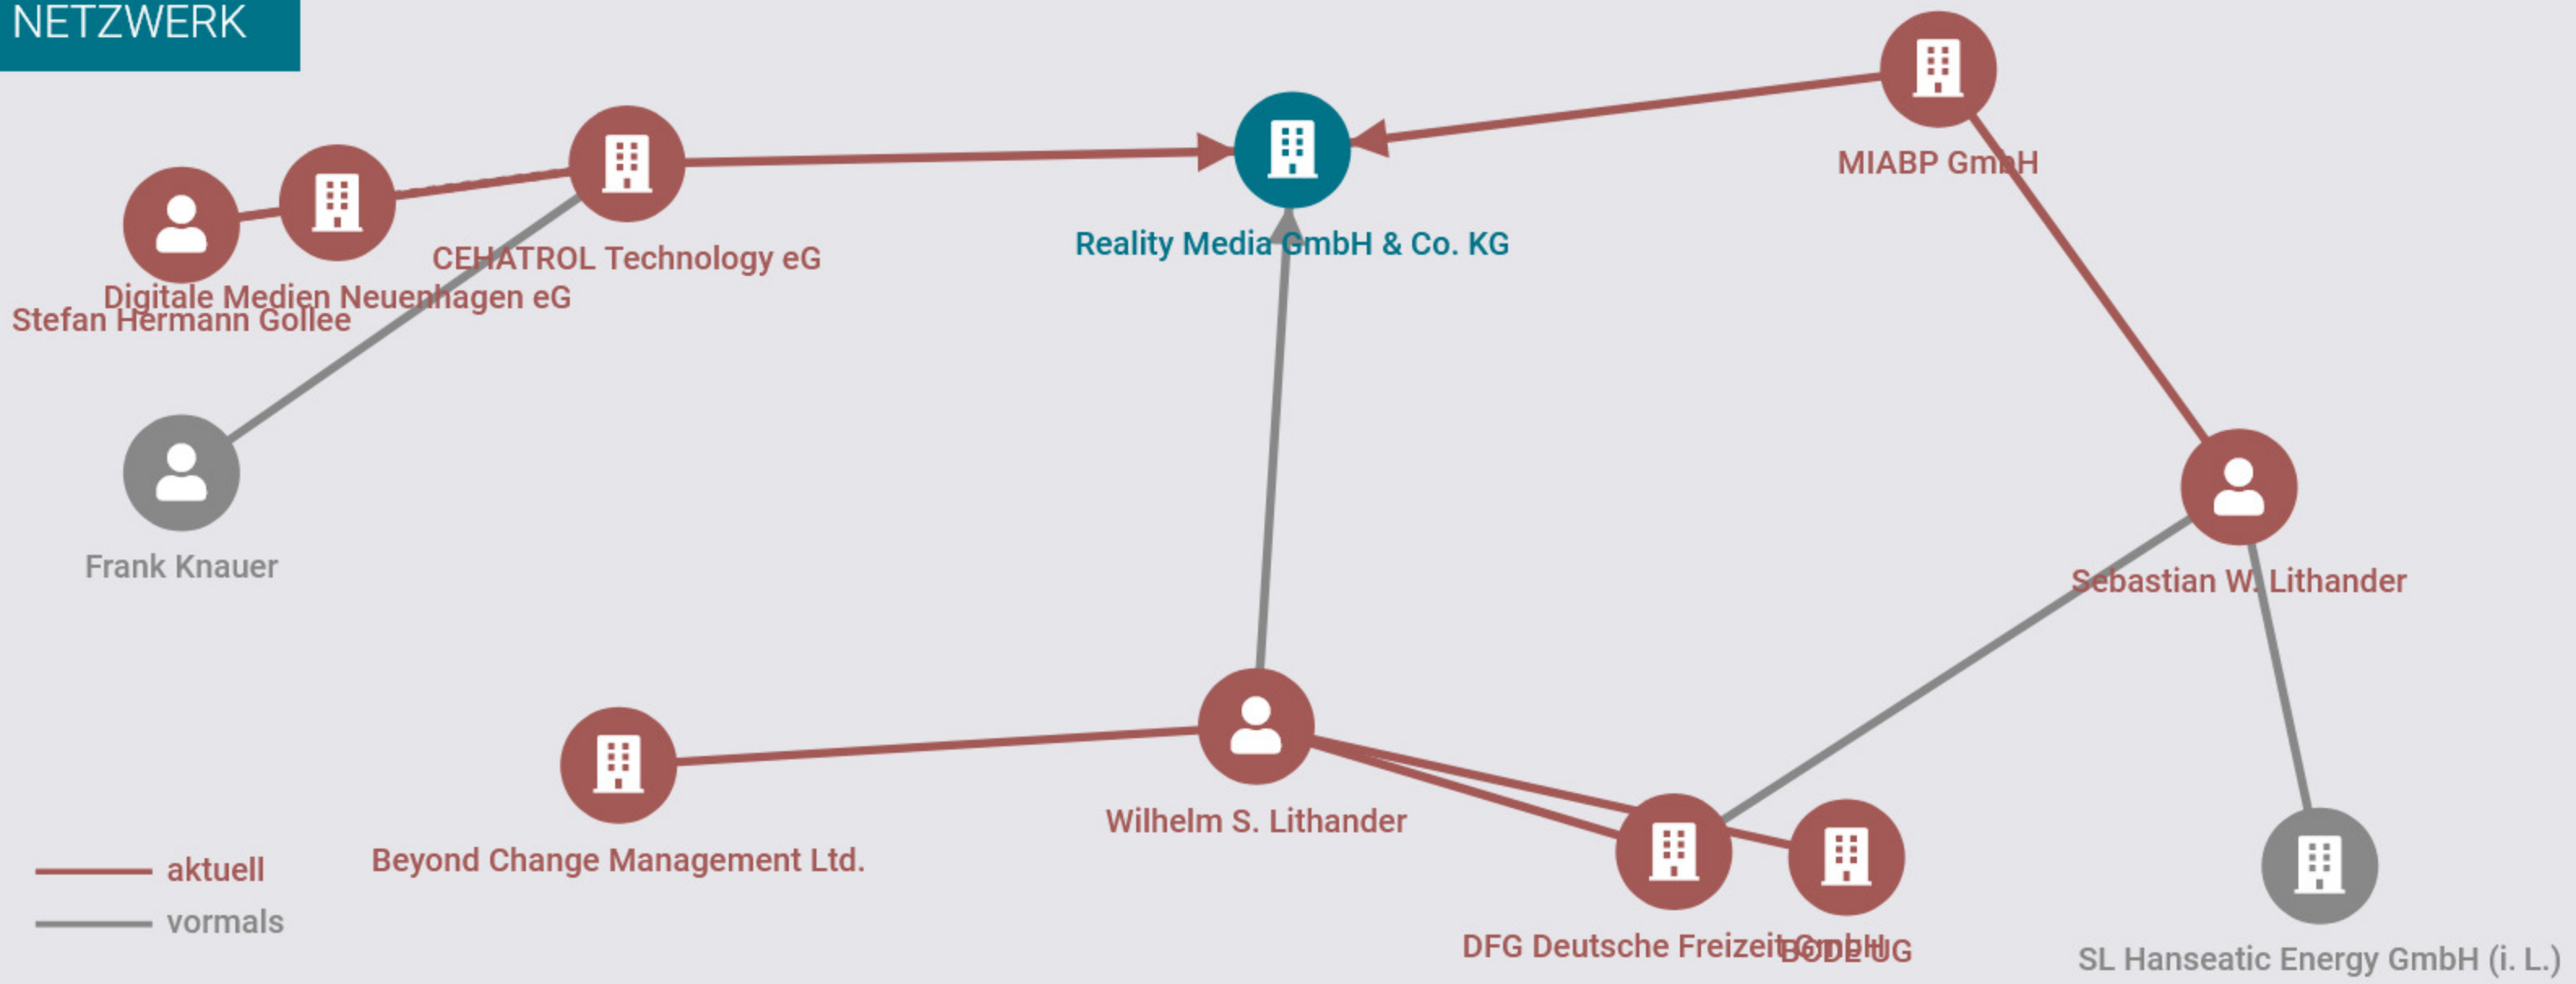 NETZWERK
MIABP GmbH
Reality Media GmbH & Co. KG
CEHATROL Technology eG
Digitale Medien Neuenhagen eG
Stefan Hermann Gollee
Frank Knauer
Sebastian W. Lithander
Wilhelm S. Lithander
Beyond Change Management Ltd.
aktuell
vormals
DFG Deutsche Freizeit GmbH
BODE UG
SL Hanseatic Energy GmbH (i. L.)